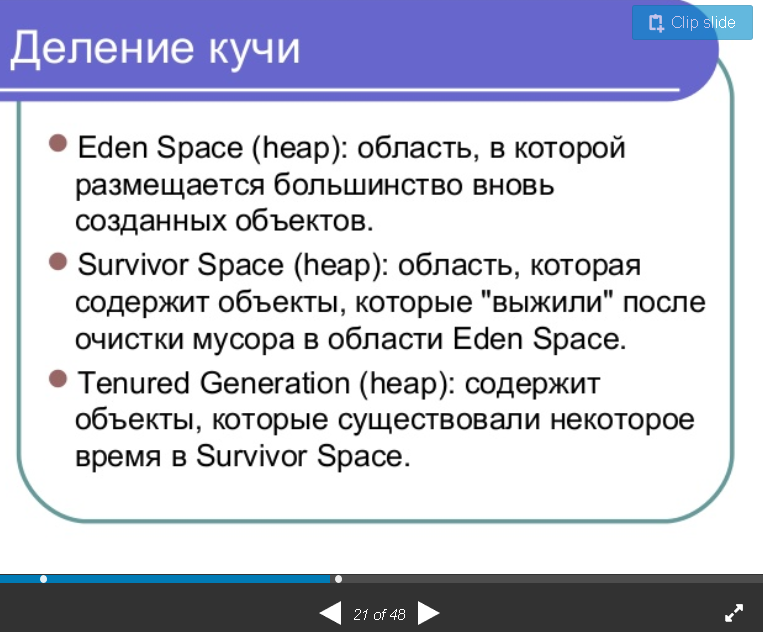 Clip slide
Деление кучи
Eden Space (heap): область, в которой
размещается большинство вновь
созданных объектов.
Survivor Space (heap): область, которая
содержит объекты, которые "выжили" после
очистки мусора в области Eden Space.
Tenured Generation (heap): содержит
объекты, которые существовали некоторое
время в Survivor Space.
21 of 48